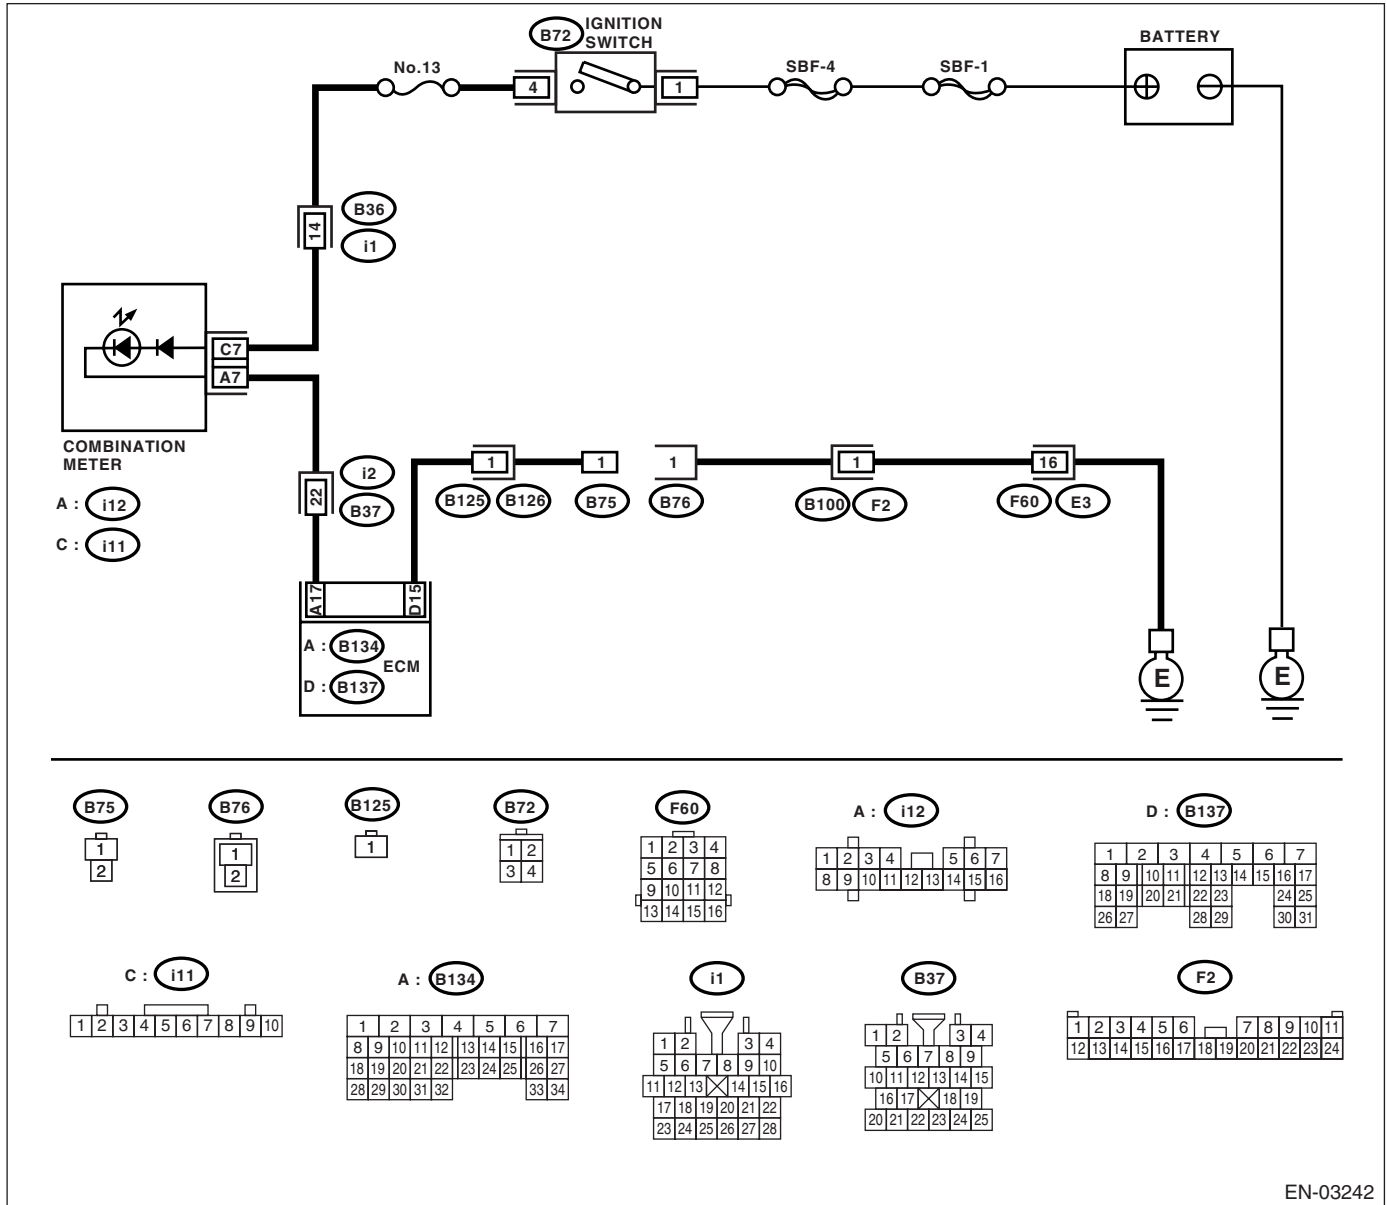 IGNITION
SWITCH
B72
BATTERY
No.13
4
1
SBF-4
SBF-1
14
B36
i1
C7
A7
COMBINATION
METER
A : i12
C : i11
22
i2
B37
1
B125 B126
1
B75
1
B76
1
B100 F2
16
F60 E3
A17
D15
A : B134
ECM
D : B137
E
E
B75
1
2
B76
1
2
B125
1
B72
1 2
3 4
F60
1 2 3 4
5 6 7 8
9 10 11 12
13 14 15 16
A : i12
1 2 3 4 5 6 7
8 9 10 11 12 13 14 15 16
D : B137
1 2 3 4 5 6 7
8 9 10 11 12 13 14 15 16 17
18 19 20 21 22 23 24 25
26 27 28 29 30 31
C : i11
1 2 3 4 5 6 7 8 9 10
A : B134
1 2 3 4 5 6 7
8 9 10 11 12 13 14 15 16 17
18 19 20 21 22 23 24 25 26 27
28 29 30 31 32 33 34
i1
1 2 3 4
5 6 7 8 9 10
11 12 13 14 15 16
17 18 19 20 21 22
23 24 25 26 27 28
B37
1 2 3 4
5 6 7 8 9
10 11 12 13 14 15
16 17 18 19
20 21 22 23 24 25
F2
1 2 3 4 5 6 7 8 9 10 11
12 13 14 15 16 17 18 19 20 21 22 23 24
EN-03242